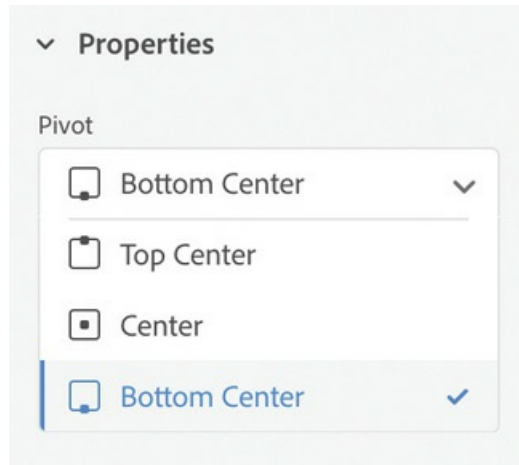 Properties
Pivot
Bottom Center
Top Center
Center
Bottom Center